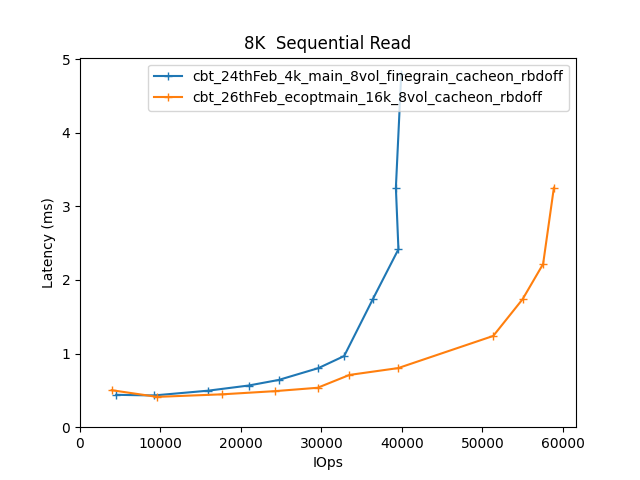 8K  Sequential Read
cbt_24thFeb_4k_main_8vol_finegrain_cacheon_rbdoff
cbt_26thFeb_ecoptmain_16k_8vol_cacheon_rbdoff
Latency (ms)
5
4
3
2
1
0
0 10000 20000 30000 40000 50000 60000
IOps